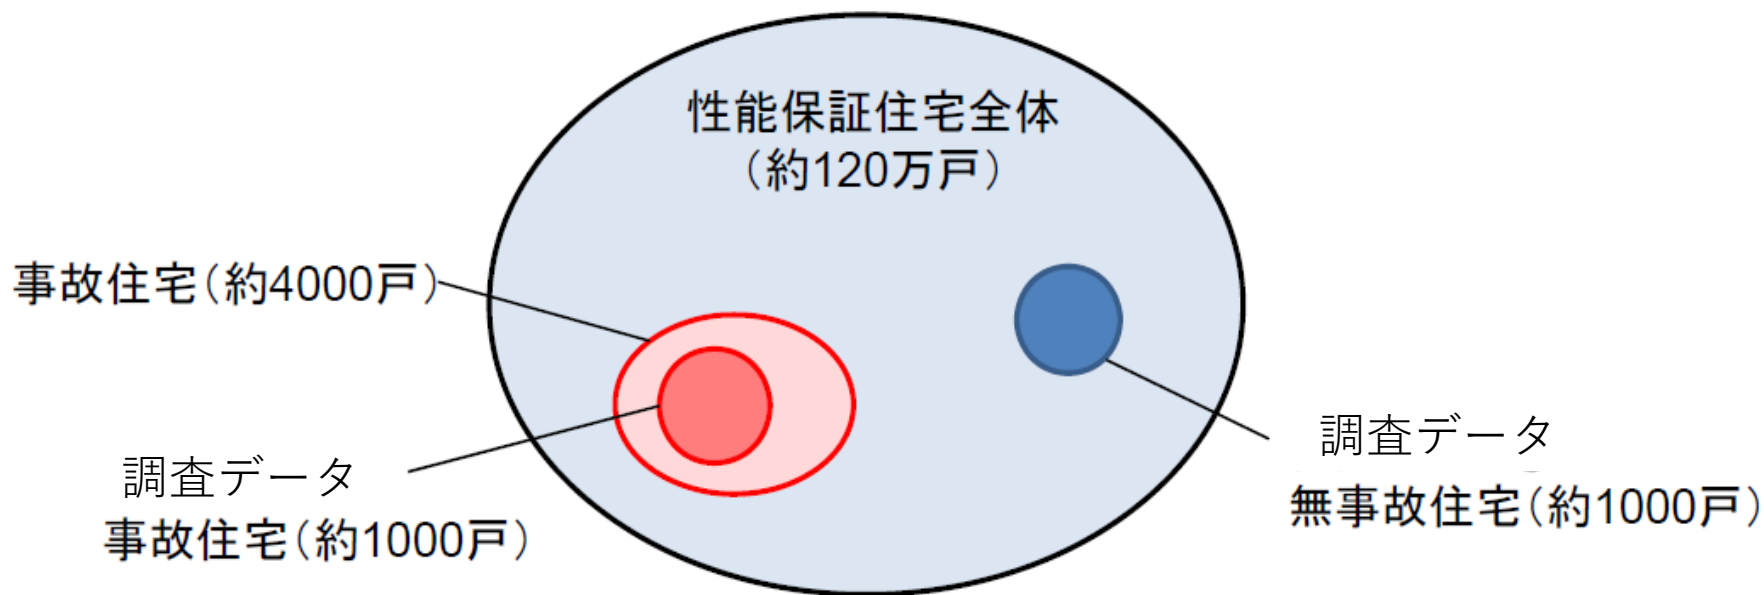 性能保証住宅全体
（約120万戸）
事故住宅（約4000戸）
調査データ
事故住宅（約1000戸）
調査データ
無事故住宅（約1000戸）